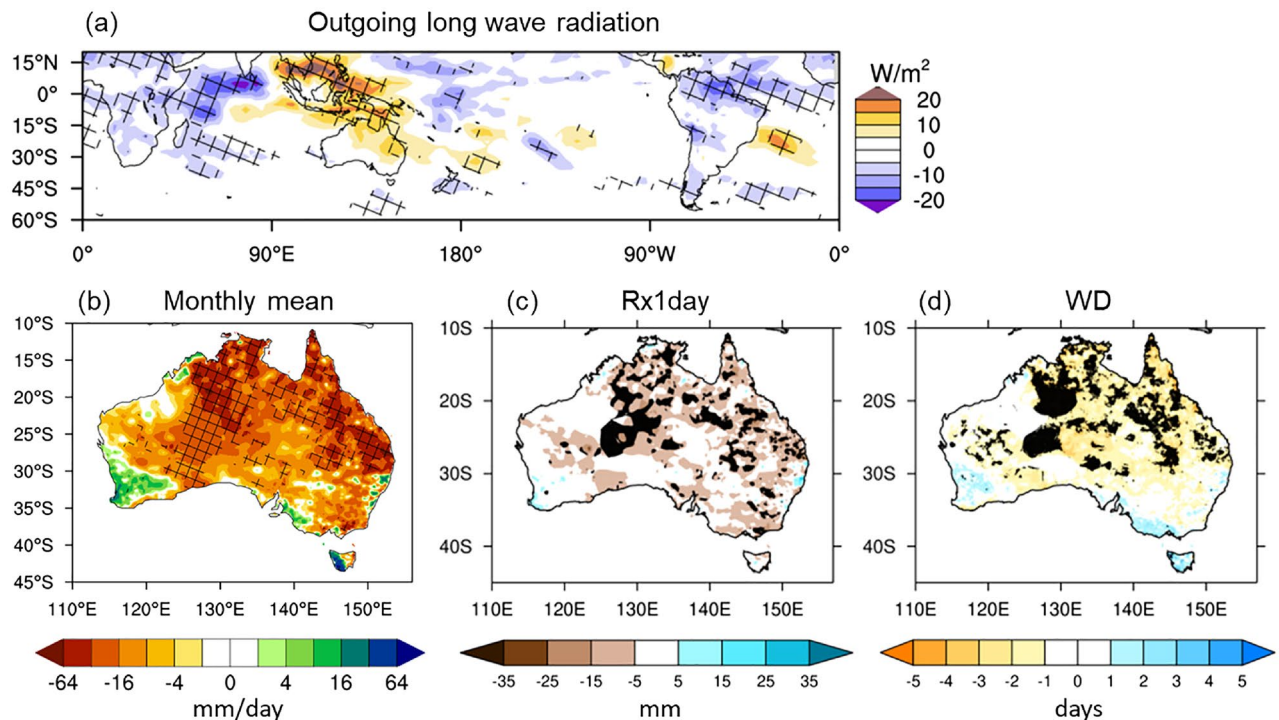 (a) Outgoing long wave radiation
15°N
0°
15°S
30°S
45°S
60°S
0° 90°E 180° 90°W 0°
W/m²
20
10
0
-10
-20
(b) Monthly mean
10°S
15°S
20°S
25°S
30°S
35°S
40°S
45°S
110°E 120°E 130°E 140°E 150°E
-64 -16 -4 0 4 16 64
mm/day
(c) Rx1day
10S
20S
30S
40S
110E 120E 130E 140E 150E
-35 -25 -15 -5 5 15 25 35
mm
(d) WD
10S
20S
30S
40S
110E 120E 130E 140E 150E
-5 -4 -3 -2 -1 0 1 2 3 4 5
days